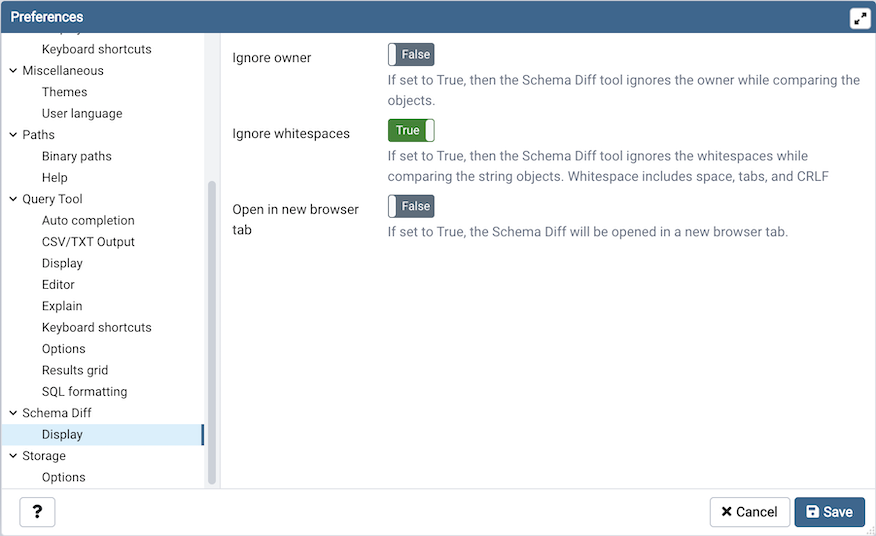 Preferences
Keyboard shortcuts
Miscellaneous
Themes
User language
Paths
Binary paths
Help
Query Tool
Auto completion
CSV/TXT Output
Display
Editor
Explain
Keyboard shortcuts
Options
Results grid
SQL formatting
Schema Diff
Display
Storage
Options
Ignore owner
False
If set to True, then the Schema Diff tool ignores the owner while comparing the
objects.
Ignore whitespaces
True
If set to True, then the Schema Diff tool ignores the whitespaces while
comparing the string objects. Whitespace includes space, tabs, and CRLF
Open in new browser
tab
False
If set to True, the Schema Diff will be opened in a new browser tab.
?
Cancel
Save